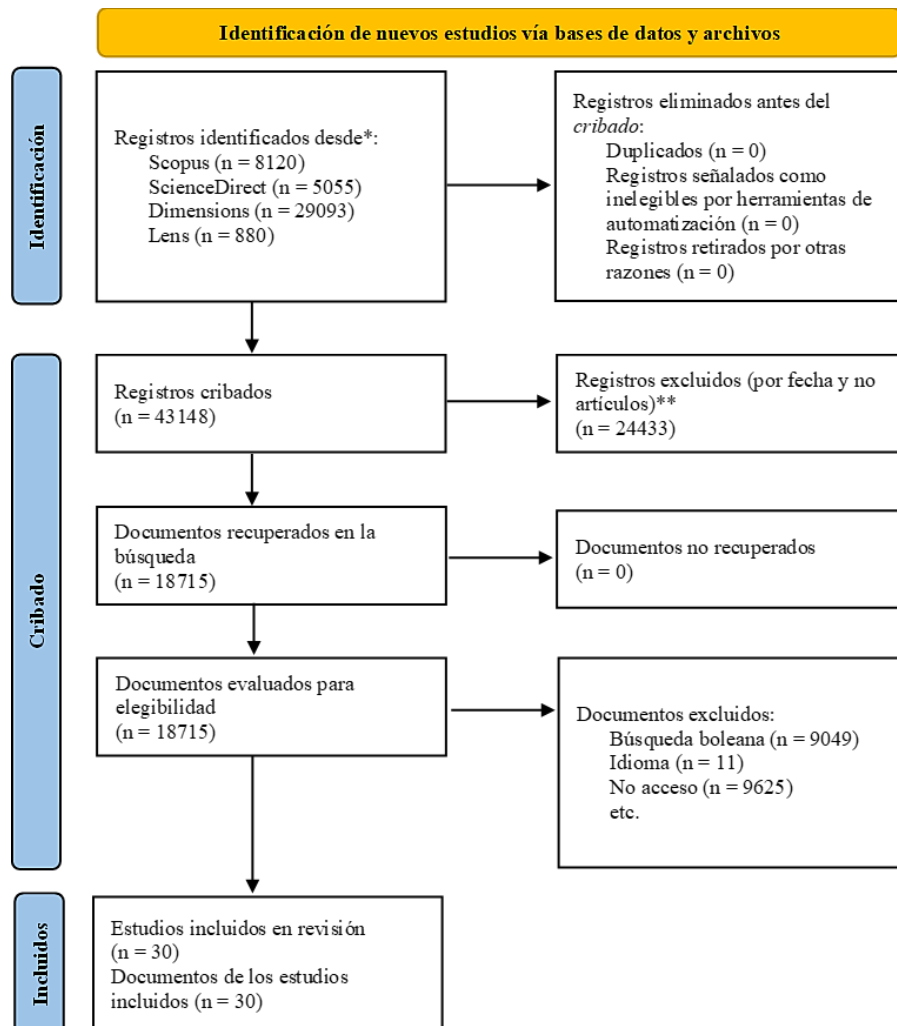 Identificación de nuevos estudios vía bases de datos y archivos
Identificación
Registros identificados desde*:
Scopus (n = 8120)
ScienceDirect (n = 5055)
Dimensions (n = 29093)
Lens (n = 880)
Registros eliminados antes del
cribado:
Duplicados (n = 0)
Registros señalados como
inelegibles por herramientas de
automatización (n = 0)
Registros retirados por otras
razones (n = 0)
Cribado
Registros cribados
(n = 43148)
Registros excluidos (por fecha y no
artículos)**
(n = 24433)
Documentos recuperados en la
búsqueda
(n = 18715)
Documentos no recuperados
(n = 0)
Documentos evaluados para
elegibilidad
(n = 18715)
Documentos excluidos:
Búsqueda boleana (n = 9049)
Idioma (n = 11)
No acceso (n = 9625)
etc.
Incluidos
Estudios incluidos en revisión
(n = 30)
Documentos de los estudios
incluidos (n = 30)